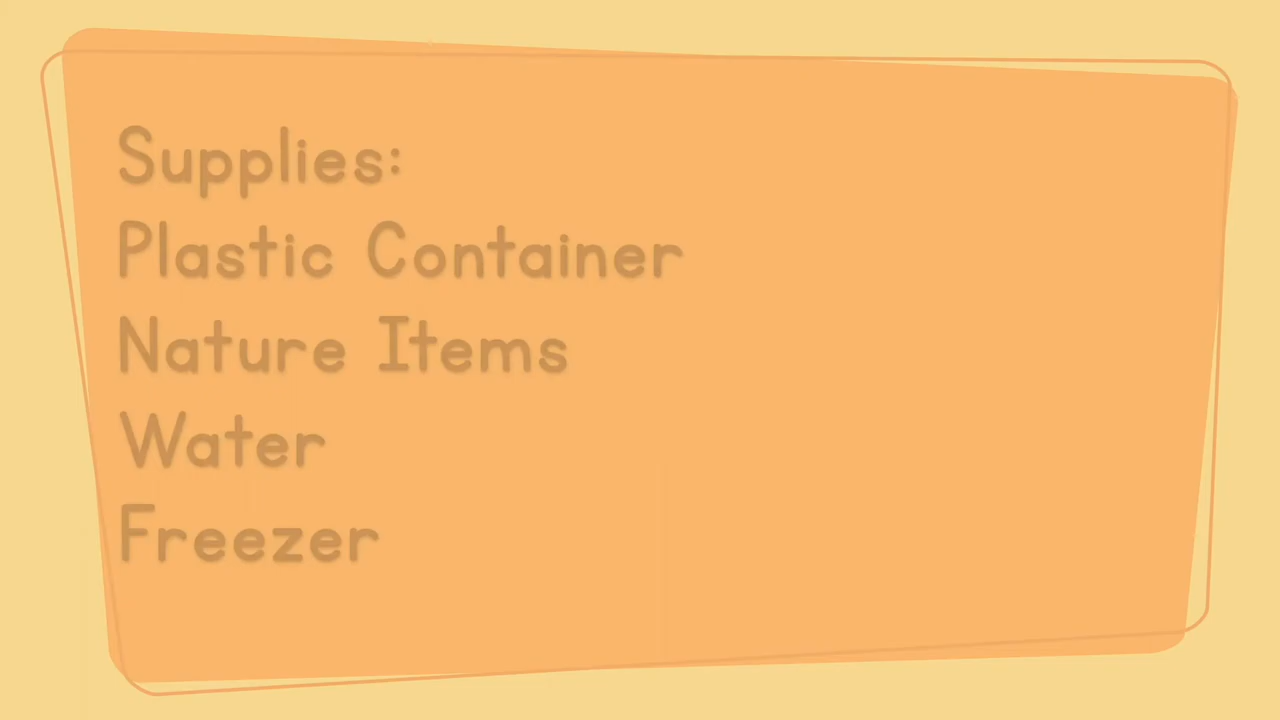 Supplies:
Plastic Container
Nature Items
Water
Freezer